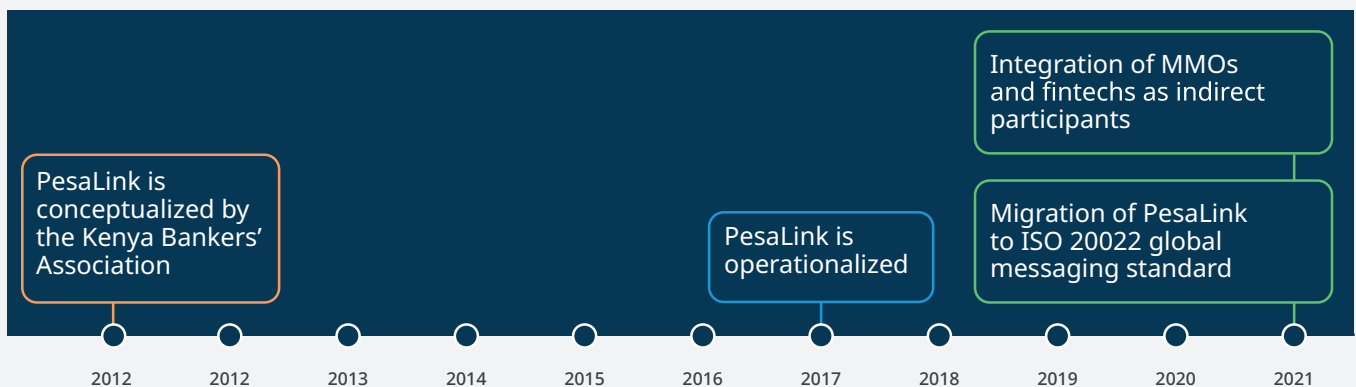 PesaLink is
conceptualized by
the Kenya Bankers’
Association
PesaLink is
operationalized
Integration of MMOs
and fintechs as indirect
participants
Migration of PesaLink
to ISO 20022 global
messaging standard
2012
2012
2013
2014
2015
2016
2017
2018
2019
2020
2021